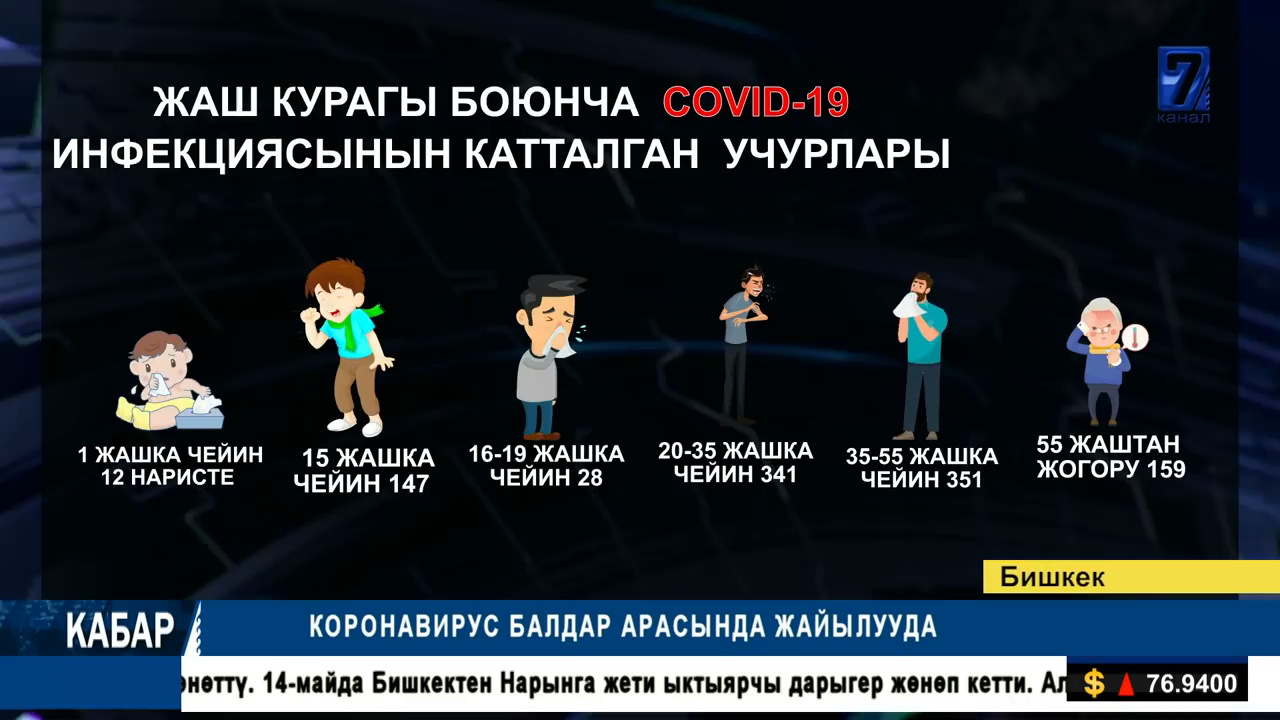 7
канал
ЖАШ КУРАГЫ БОЮНЧА COVID-19
ИНФЕКЦИЯСЫНЫН КАТТАЛГАН УЧУРЛАРЫ
1 ЖАШКА ЧЕЙИН
12 НАРИСТЕ
15 ЖАШКА
ЧЕЙИН 147
16-19 ЖАШКА
ЧЕЙИН 28
20-35 ЖАШКА
ЧЕЙИН 341
35-55 ЖАШКА
ЧЕЙИН 351
55 ЖАШТАН
ЖОГОРУ 159
Бишкек
КАБАР
КОРОНАВИРУС БАЛДАР АРАСЫНДА ЖАЙЫЛУУДА
14-майда Бишкектен Нарынга жети ыктыярчы дарыгер жөнөп кетти.
$ 76.9400